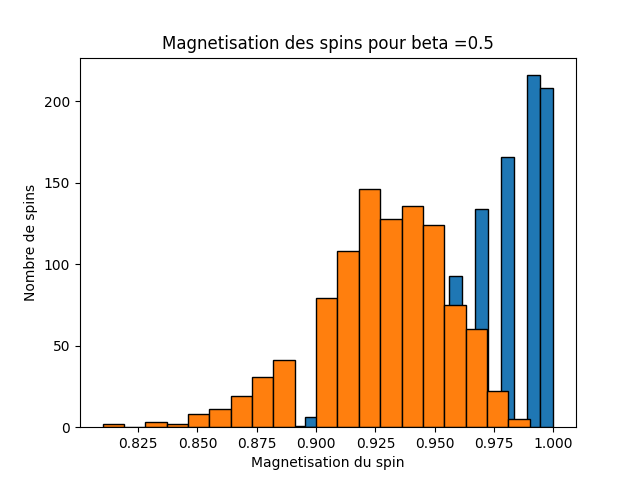 Magnetisation des spins pour beta =0.5
Nombre de spins
200
150
100
50
0
0.825 0.850 0.875 0.900 0.925 0.950 0.975 1.000
Magnetisation du spin